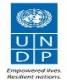 U N
D P
Empowered lives.
Resilient nations.